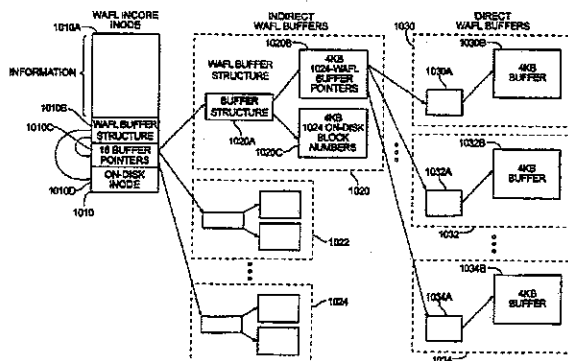 WAFL INCORE
INODE
1010A
INFORMATION
1010B
WAFL BUFFER
STRUCTURE
1010C
16 BUFFER
POINTERS
ON-DISK
INODE
1010D
1010
INDIRECT
WAFL BUFFERS
1020B
WAFL BUFFER
STRUCTURE
BUFFER
STRUCTURE
1020A
4KB
1024-WAFL
BUFFER
POINTERS
4KB
1024 ON-DISK
BLOCK
NUMBERS
1020C
1020
1022
1024
DIRECT
WAFL BUFFERS
1030
1030B
1030A
4KB
BUFFER
1032B
1032A
4KB
BUFFER
1032
1034B
1034A
4KB
BUFFER
1034